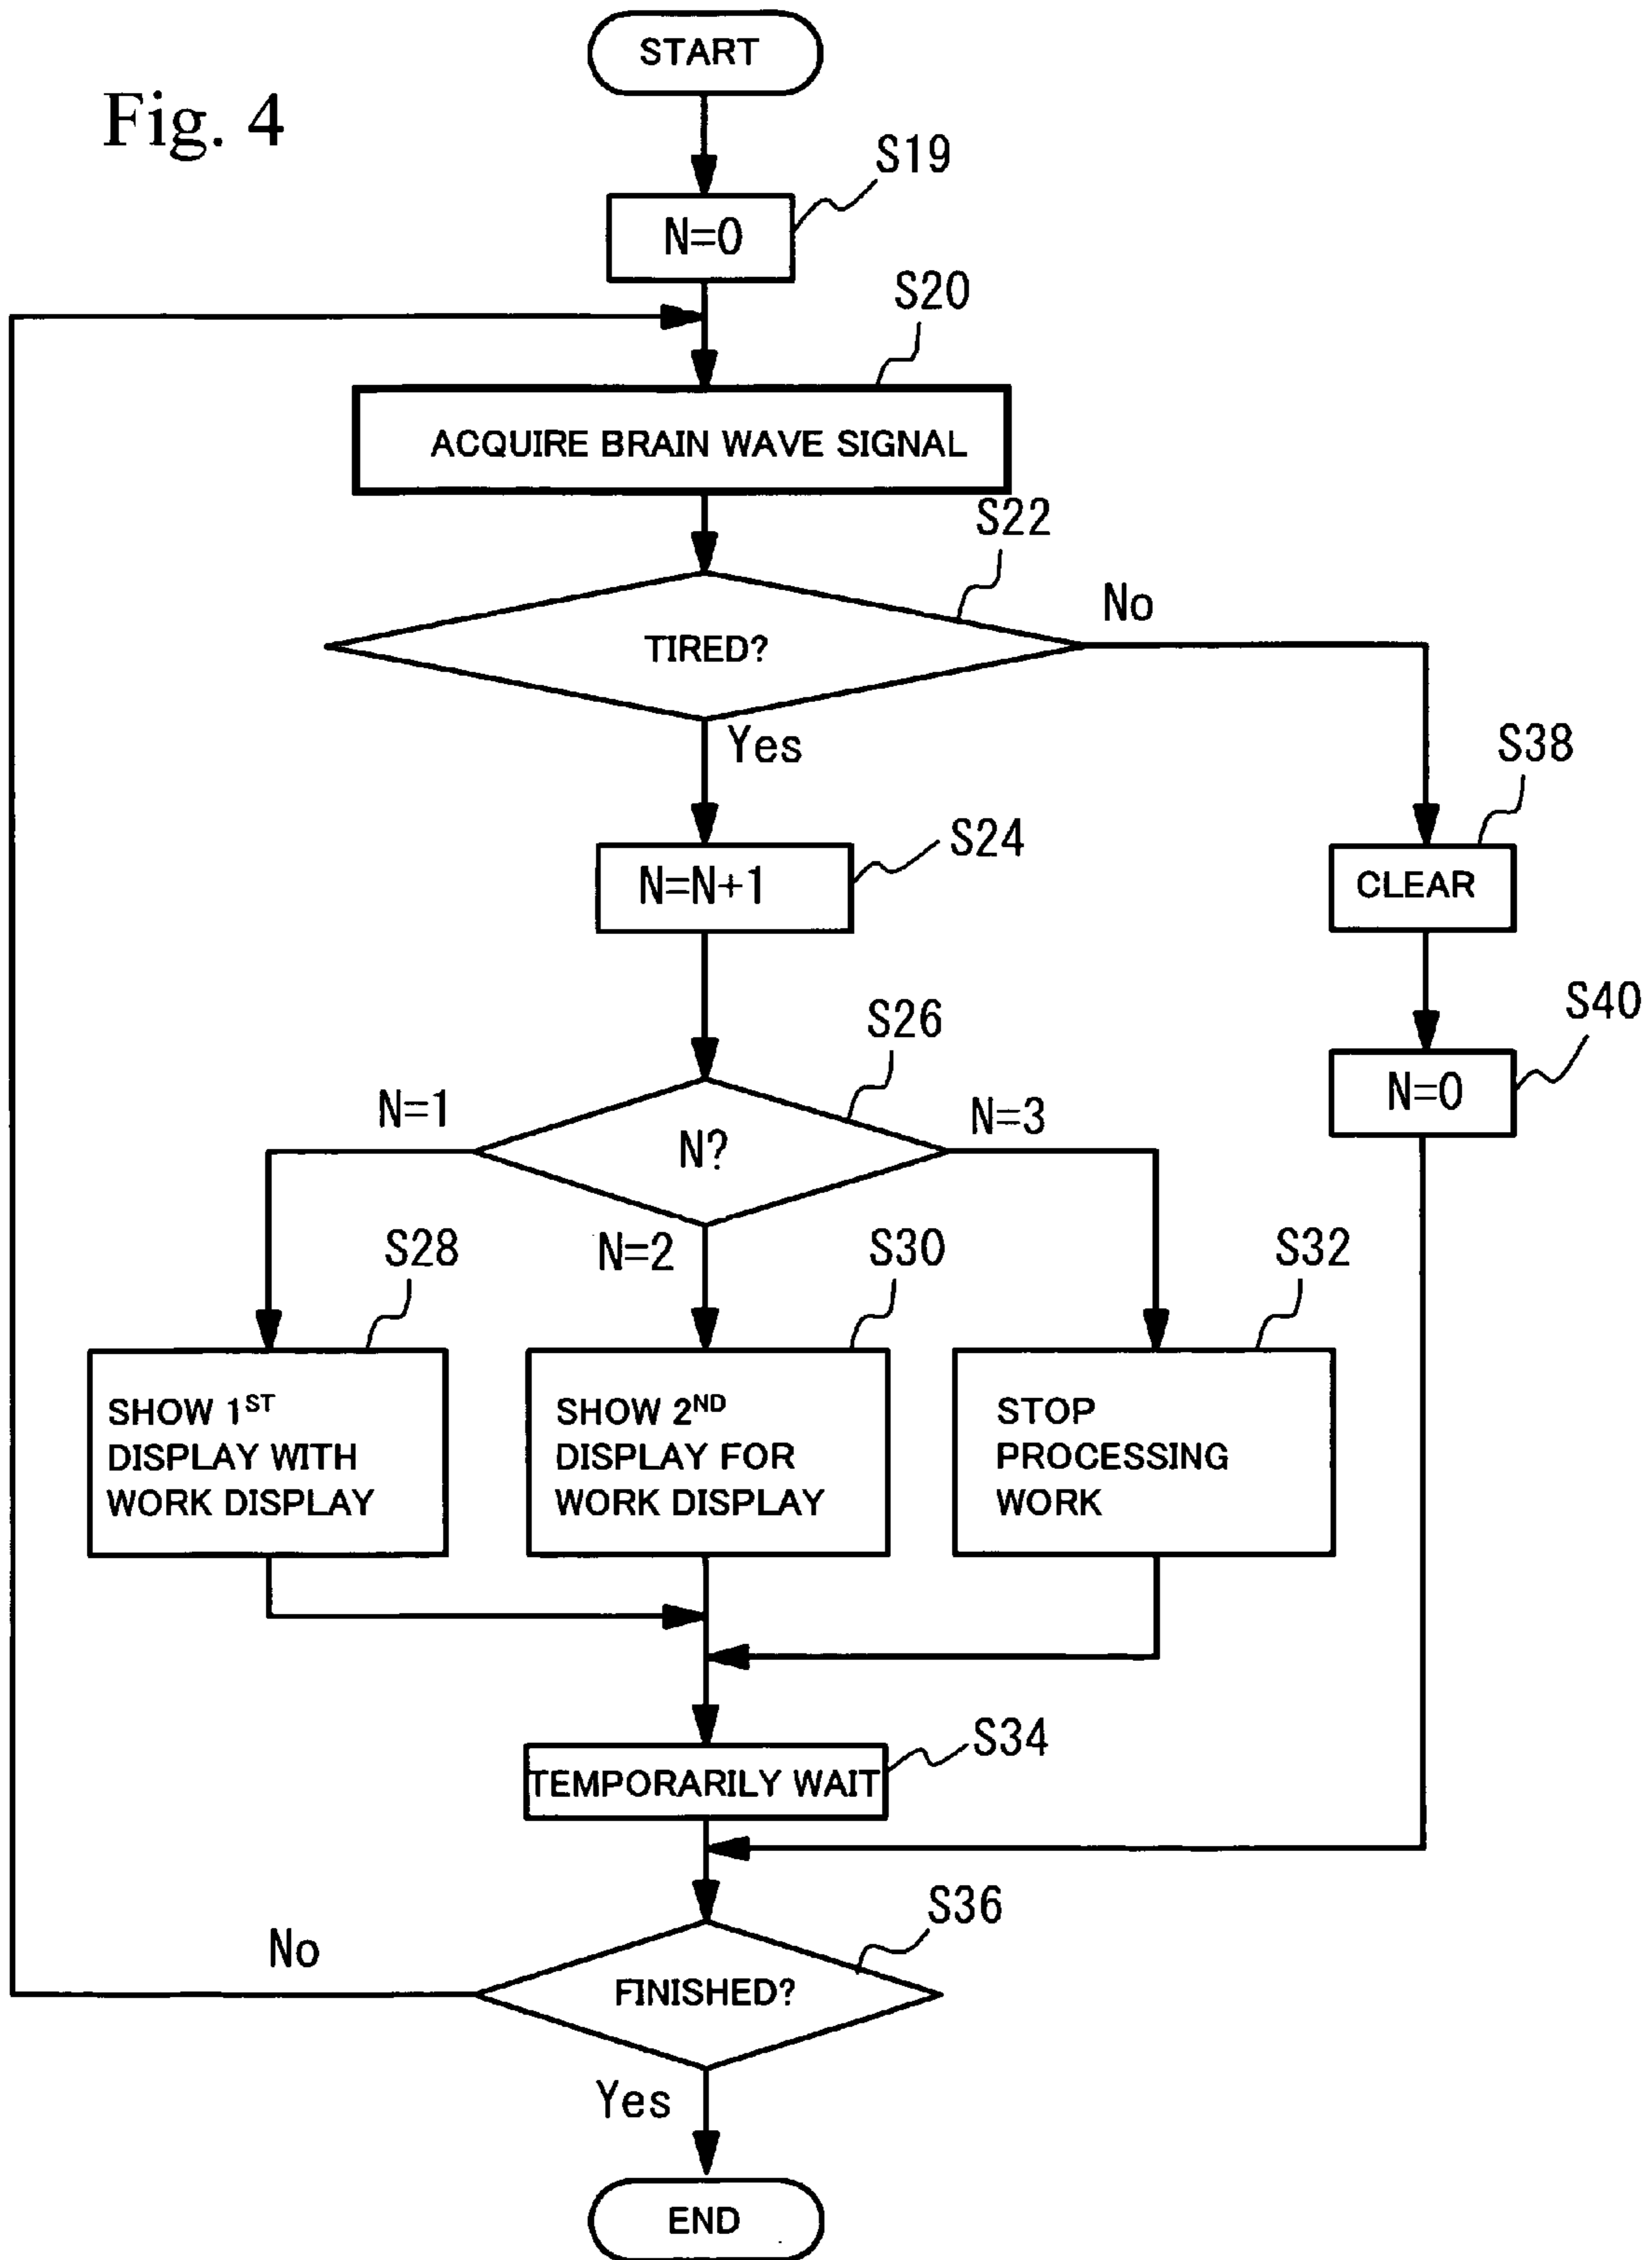 START
Fig. 4
S19
N=0
S20
ACQUIRE BRAIN WAVE SIGNAL
S22
No
TIRED?
Yes
S38
S24
N=N+1
CLEAR
S40
S26
N=1
N=3
N=0
N?
S28
N=2
S30
S32
SHOW 1ST
DISPLAY WITH
WORK DISPLAY
SHOW 2ND
DISPLAY FOR
WORK DISPLAY
STOP
PROCESSING
WORK
S34
TEMPORARILY WAIT
S36
No
FINISHED?
Yes
END